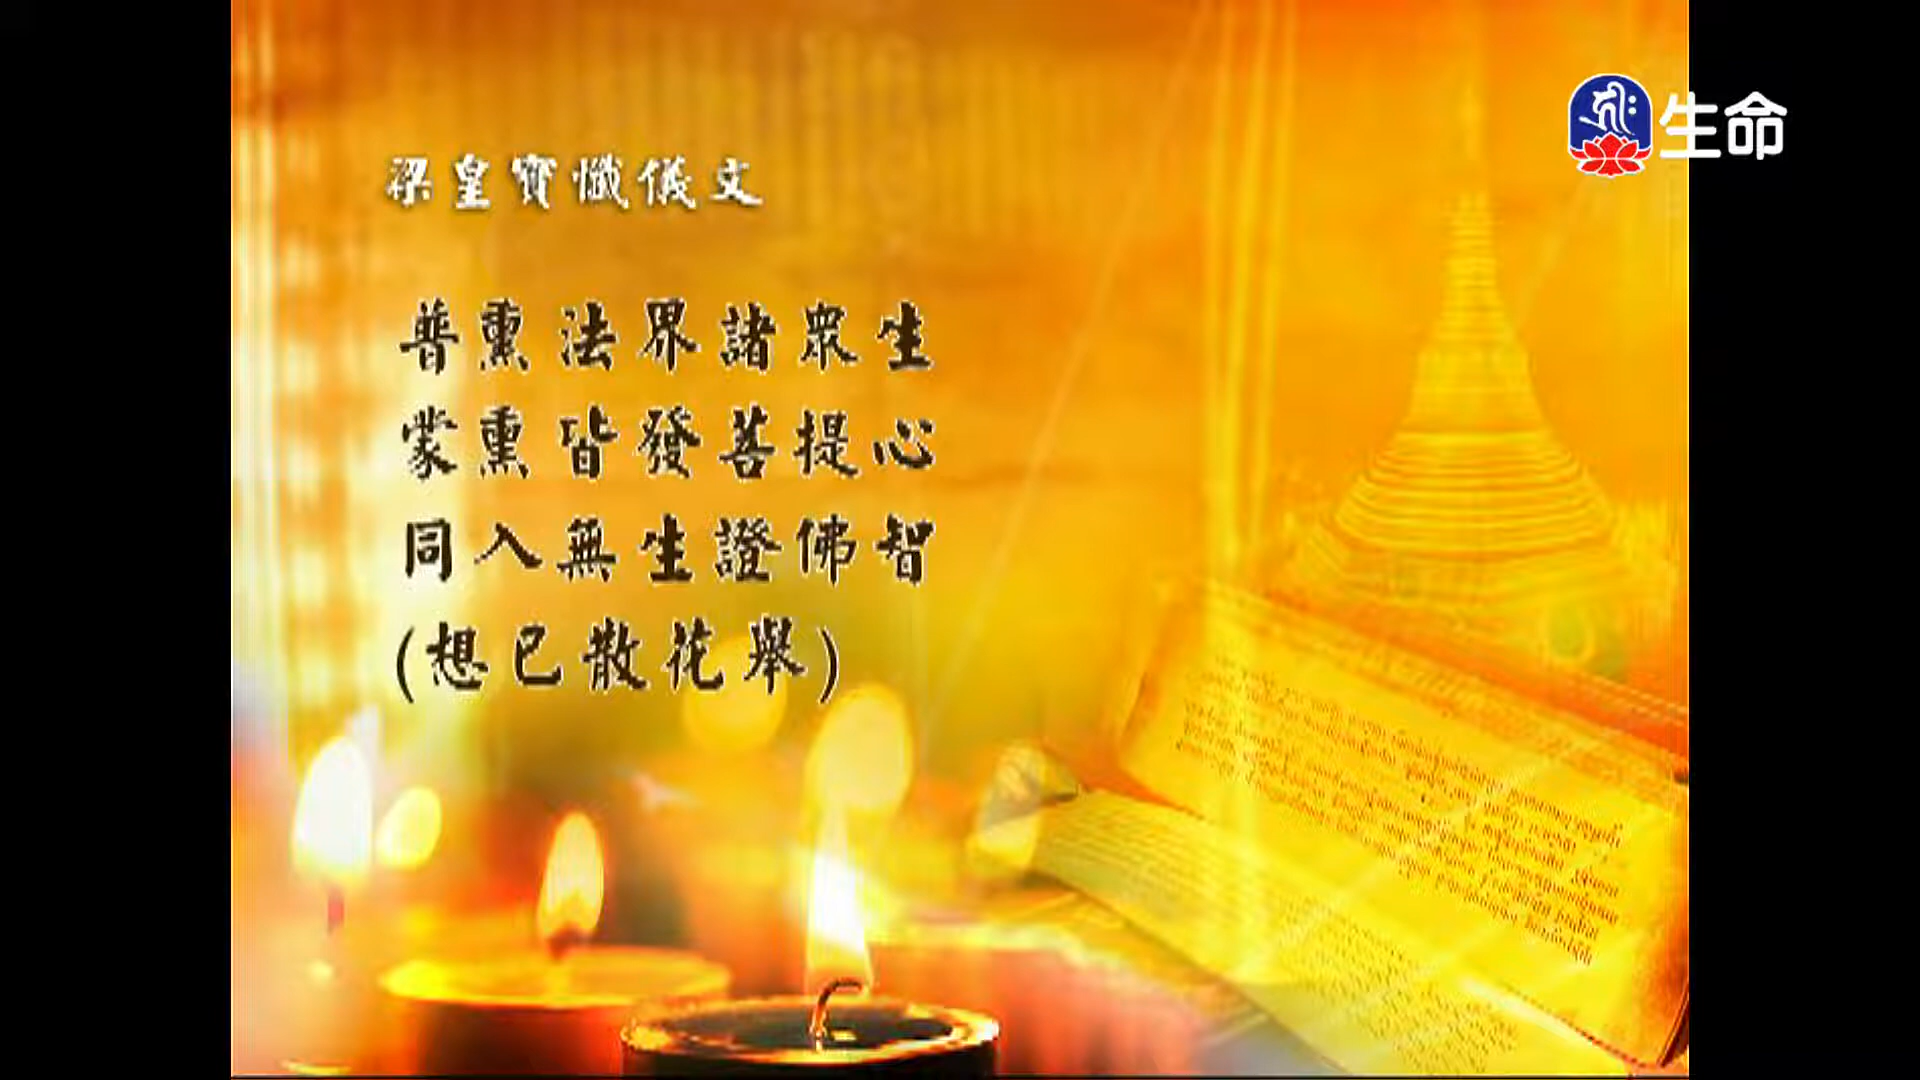 生命
梁皇寶懺儀文
普熏法界諸眾生
蒙熏皆發菩提心
同入無生證佛智
(想已散花舉)